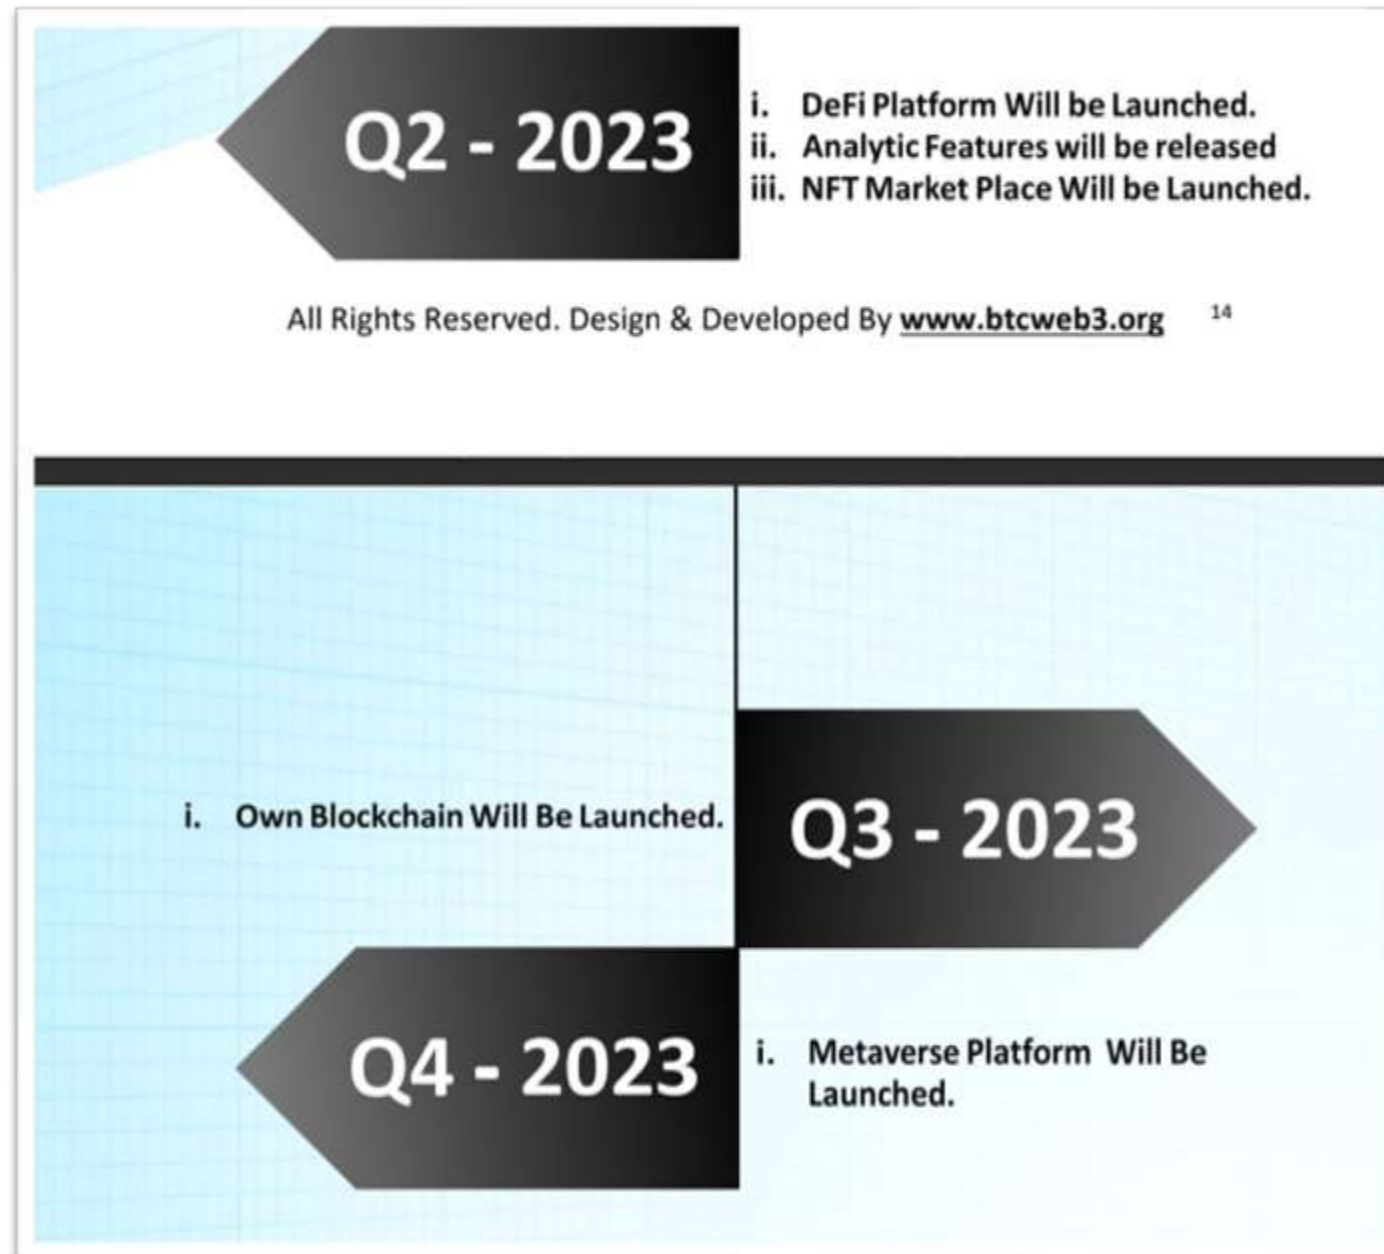 Q2 - 2023
i. DeFi Platform Will be Launched.
ii. Analytic Features will be released
iii. NFT Market Place Will be Launched.
All Rights Reserved. Design & Developed By www.btcweb3.org 14
i. Own Blockchain Will Be Launched.
Q3 - 2023
Q4 - 2023
i. Metaverse Platform Will Be
Launched.